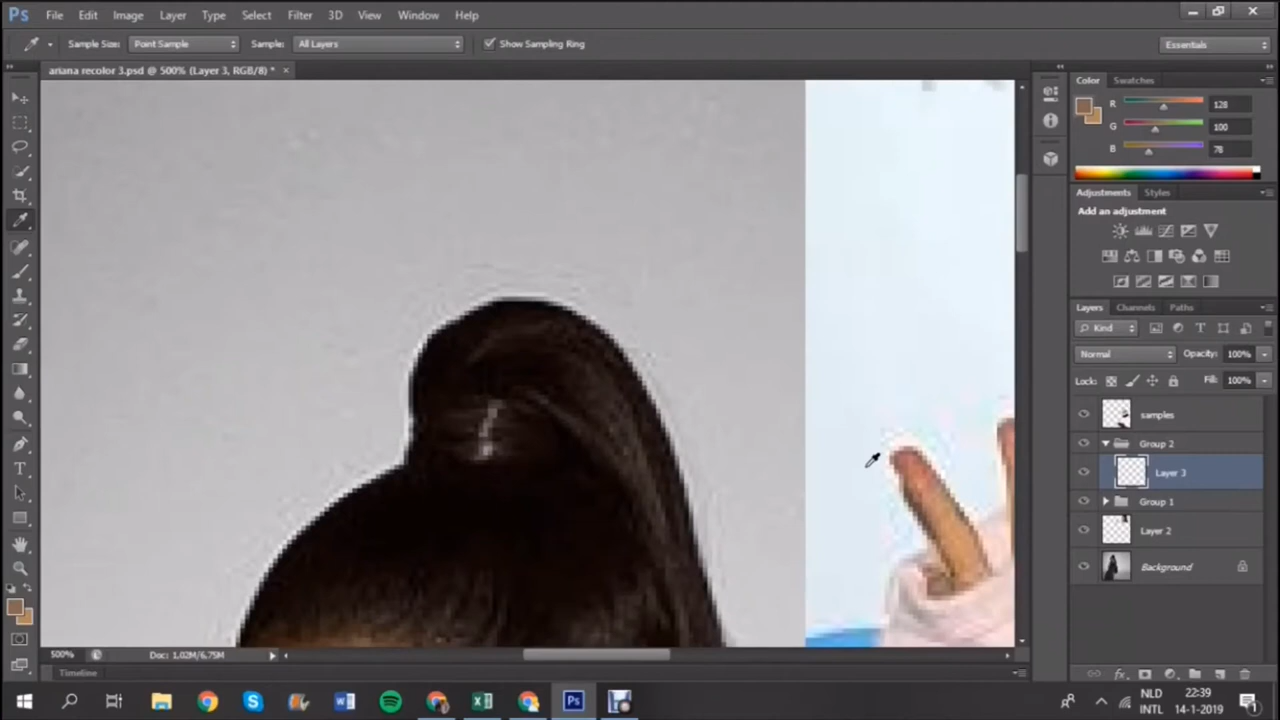 Ps File Edit Image Layer Type Select Filter 3D View Window Help
Sample Size: Point Sample Sample: All Layers Show Sampling Ring Essentials
ariana recolor 3.psd @ 500% (Layer 3, RGB/8) * ×
Color Swatches
R 128
G 100
B 78
Adjustments Styles
Add an adjustment
Layers Channels Paths
Kind
Normal Opacity: 100%
Lock: Fill: 100%
samples
Group 2
Layer 3
Group 1
Layer 2
Background
500% Doc: 1.02M/6.75M
Timeline
NLD 22:39
INTL 14-1-2019